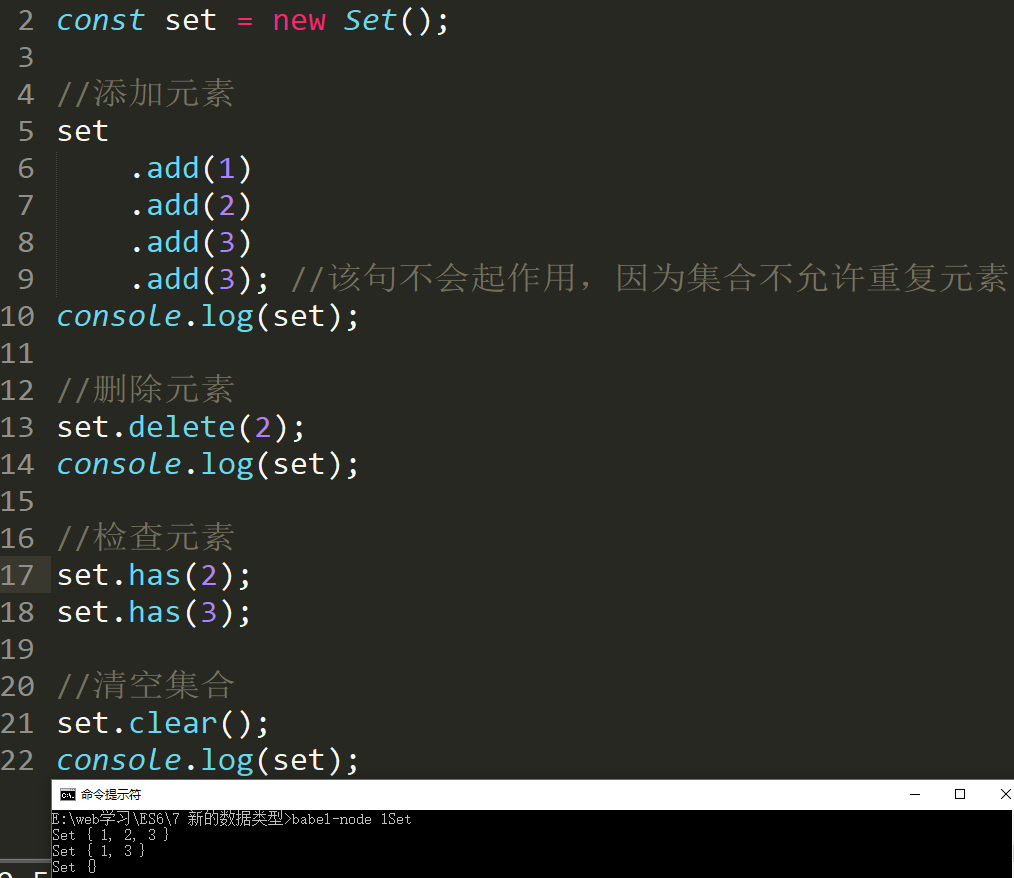 2 const set = new Set();
3
4 //添加元素
5 set
6 .add(1)
7 .add(2)
8 .add(3)
9 .add(3); //该句不会起作用，因为集合不允许重复元素
10 console.log(set);
11
12 //删除元素
13 set.delete(2);
14 console.log(set);
15
16 //检查元素
17 set.has(2);
18 set.has(3);
19
20 //清空集合
21 set.clear();
22 console.log(set);
命令提示符
E:\web学习\ES6\7 新的数据类型>babel-node 1Set
Set { 1, 2, 3 }
Set { 1, 3 }
Set {}